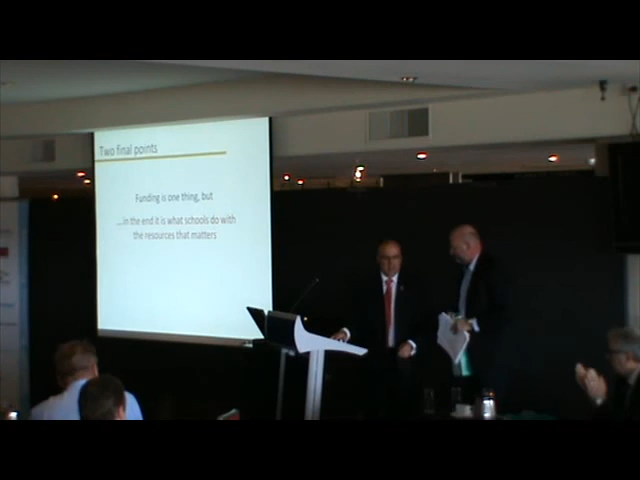 Two final points
Funding is one thing, but
...in the end it is what schools do with
the resources that matters